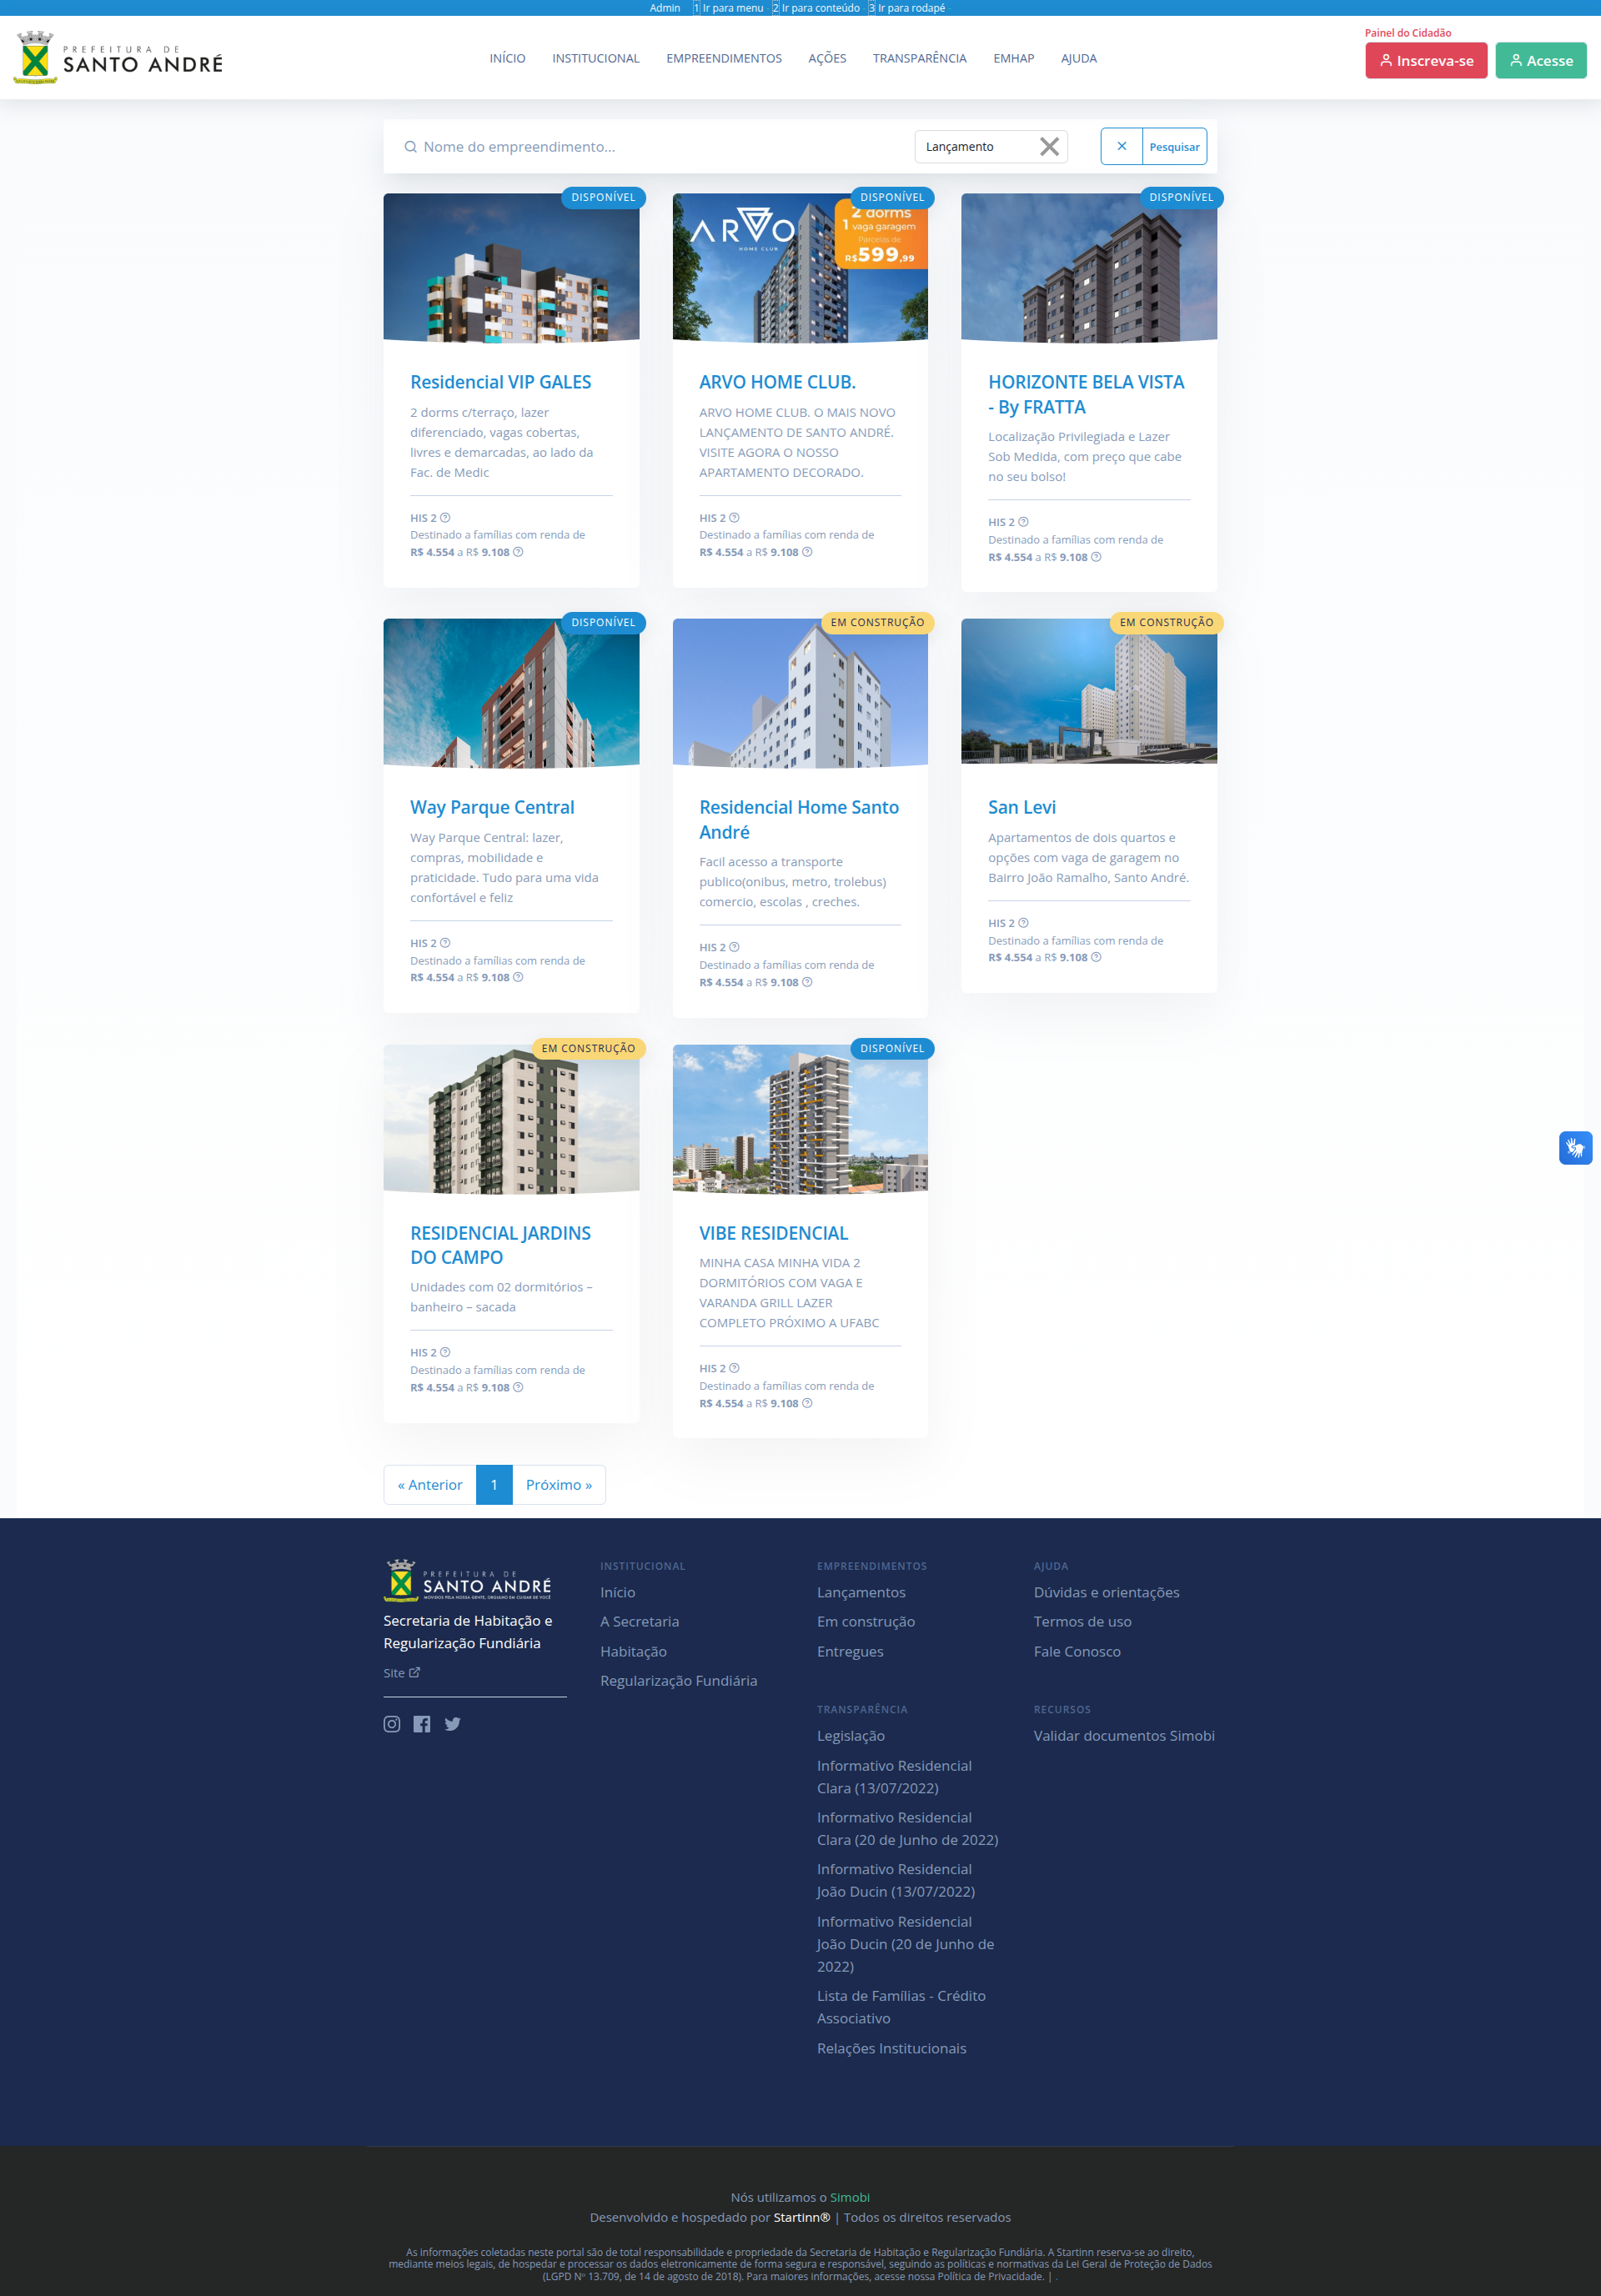 Admin 1 Ir para menu 2 Ir para conteúdo 3 Ir para rodapé
PREFEITURA DE
SANTO ANDRÉ
INÍCIO INSTITUCIONAL EMPREENDIMENTOS AÇÕES TRANSPARÊNCIA EMHAP AJUDA
Painel do Cidadão
Inscreva-se Acesse
Nome do empreendimento... Lançamento Pesquisar
DISPONÍVEL
Residencial VIP GALES
2 dorms c/terraço, lazer
diferenciado, vagas cobertas,
livres e demarcadas, ao lado da
Fac. de Medic
HIS 2
Destinado a famílias com renda de
R$ 4.554 a R$ 9.108
DISPONÍVEL
ARVO
HOME CLUB
2 dorms
1 vaga garagem
Parcelas de
R$599,99
ARVO HOME CLUB.
ARVO HOME CLUB. O MAIS NOVO
LANÇAMENTO DE SANTO ANDRÉ.
VISITE AGORA O NOSSO
APARTAMENTO DECORADO.
HIS 2
Destinado a famílias com renda de
R$ 4.554 a R$ 9.108
DISPONÍVEL
HORIZONTE BELA VISTA
- By FRATTA
Localização Privilegiada e Lazer
Sob Medida, com preço que cabe
no seu bolso!
HIS 2
Destinado a famílias com renda de
R$ 4.554 a R$ 9.108
DISPONÍVEL
Way Parque Central
Way Parque Central: lazer,
compras, mobilidade e
praticidade. Tudo para uma vida
confortável e feliz
HIS 2
Destinado a famílias com renda de
R$ 4.554 a R$ 9.108
EM CONSTRUÇÃO
Residencial Home Santo
André
Facil acesso a transporte
publico(onibus, metro, trolebus)
comercio, escolas , creches.
HIS 2
Destinado a famílias com renda de
R$ 4.554 a R$ 9.108
EM CONSTRUÇÃO
San Levi
Apartamentos de dois quartos e
opções com vaga de garagem no
Bairro João Ramalho, Santo André.
HIS 2
Destinado a famílias com renda de
R$ 4.554 a R$ 9.108
EM CONSTRUÇÃO
RESIDENCIAL JARDINS
DO CAMPO
Unidades com 02 dormitórios –
banheiro – sacada
HIS 2
Destinado a famílias com renda de
R$ 4.554 a R$ 9.108
DISPONÍVEL
VIBE RESIDENCIAL
MINHA CASA MINHA VIDA 2
DORMITÓRIOS COM VAGA E
VARANDA GRILL LAZER
COMPLETO PRÓXIMO A UFABC
HIS 2
Destinado a famílias com renda de
R$ 4.554 a R$ 9.108
« Anterior 1 Próximo »
PREFEITURA DE
SANTO ANDRÉ
MOVIDOS PELA NOSSA GENTE, ORGULHO EM CUIDAR DE VOCÊ
Secretaria de Habitação e
Regularização Fundiária
Site
INSTITUCIONAL
Início
A Secretaria
Habitação
Regularização Fundiária
EMPREENDIMENTOS
Lançamentos
Em construção
Entregues
AJUDA
Dúvidas e orientações
Termos de uso
Fale Conosco
TRANSPARÊNCIA
Legislação
Informativo Residencial
Clara (13/07/2022)
Informativo Residencial
Clara (20 de Junho de 2022)
Informativo Residencial
João Ducin (13/07/2022)
Informativo Residencial
João Ducin (20 de Junho de
2022)
Lista de Famílias - Crédito
Associativo
Relações Institucionais
RECURSOS
Validar documentos Simobi
Nós utilizamos o Simobi
Desenvolvido e hospedado por Startinn® | Todos os direitos reservados
As informações coletadas neste portal são de total responsabilidade e propriedade da Secretaria de Habitação e Regularização Fundiária. A Startinn reserva-se ao direito,
mediante meios legais, de hospedar e processar os dados eletronicamente de forma segura e responsável, seguindo as políticas e normativas da Lei Geral de Proteção de Dados
(LGPD Nº 13.709, de 14 de agosto de 2018). Para maiores informações, acesse nossa Política de Privacidade. | .